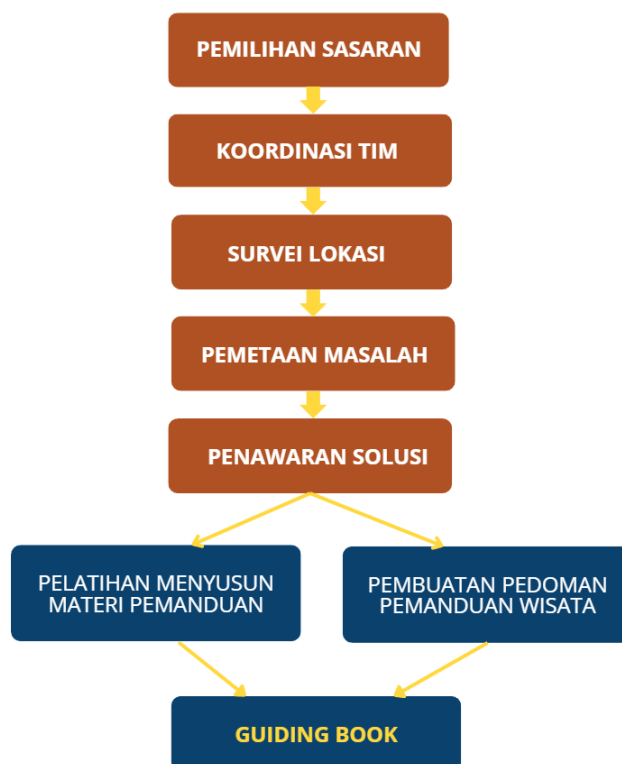 PEMILIHAN SASARAN
KOORDINASI TIM
SURVEI LOKASI
PEMETAAN MASALAH
PENAWARAN SOLUSI
PELATIHAN MENYUSUN
MATERI PEMANDUAN
PEMBUATAN PEDOMAN
PEMANDUAN WISATA
GUIDING BOOK